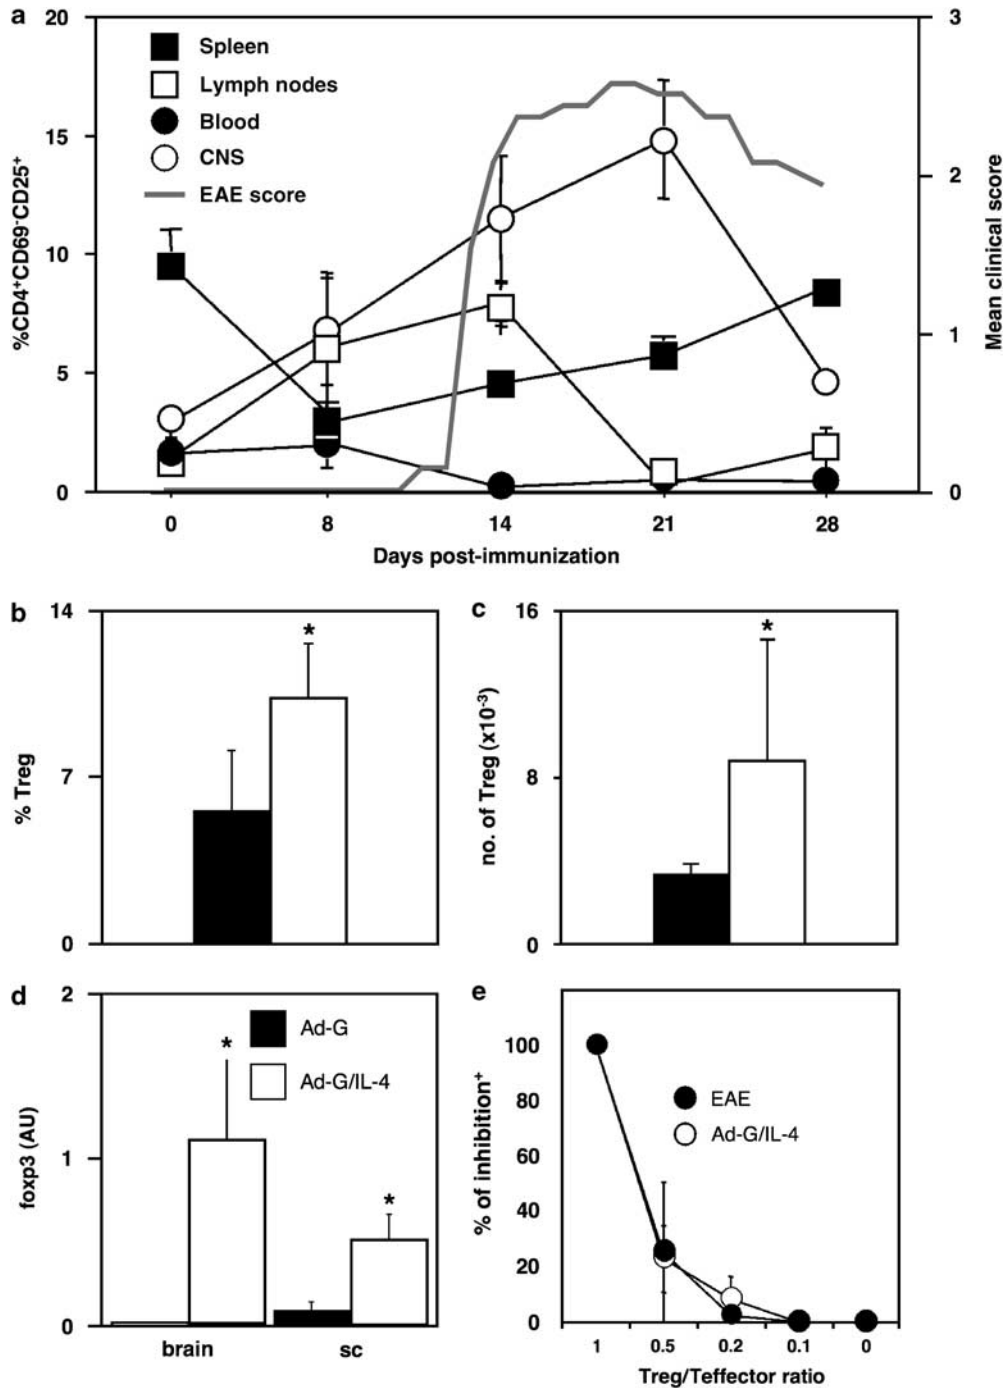 a
20
15
10
5
0
%CD4⁺CD69⁻CD25⁺
Spleen
Lymph nodes
Blood
CNS
EAE score
3
2
1
0
Mean clinical score
0 8 14 21 28
Days post-immunization
b
14
7
0
% Treg
*
c
16
8
0
no. of Treg (x10⁻³)
*
d
2
1
0
foxp3 (AU)
*
*
Ad-G
Ad-G/IL-4
brain sc
e
100
80
60
40
20
0
% of inhibition⁺
EAE
Ad-G/IL-4
1 0.5 0.2 0.1 0
Treg/Teffector ratio